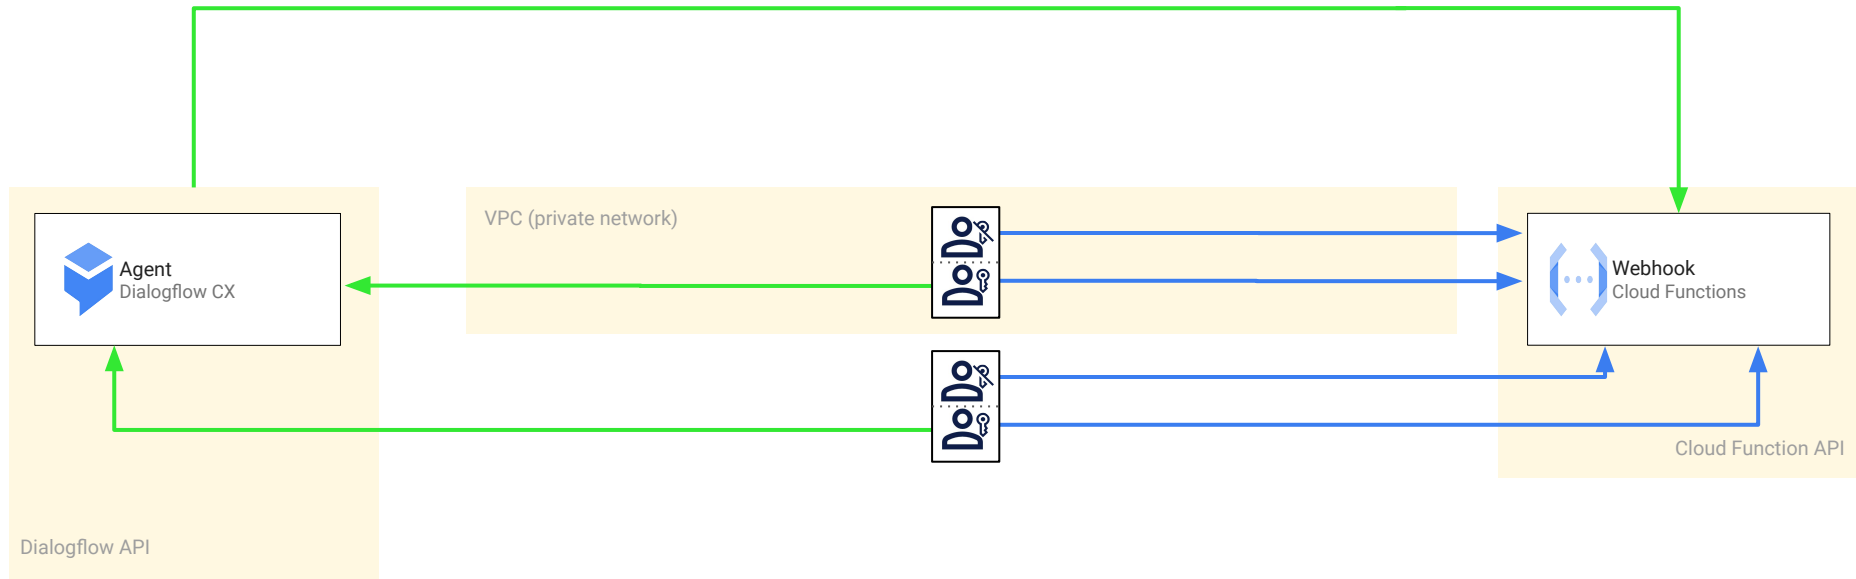 VPC (private network)
Agent
Dialogflow CX
Webhook
Cloud Functions
Cloud Function API
Dialogflow API